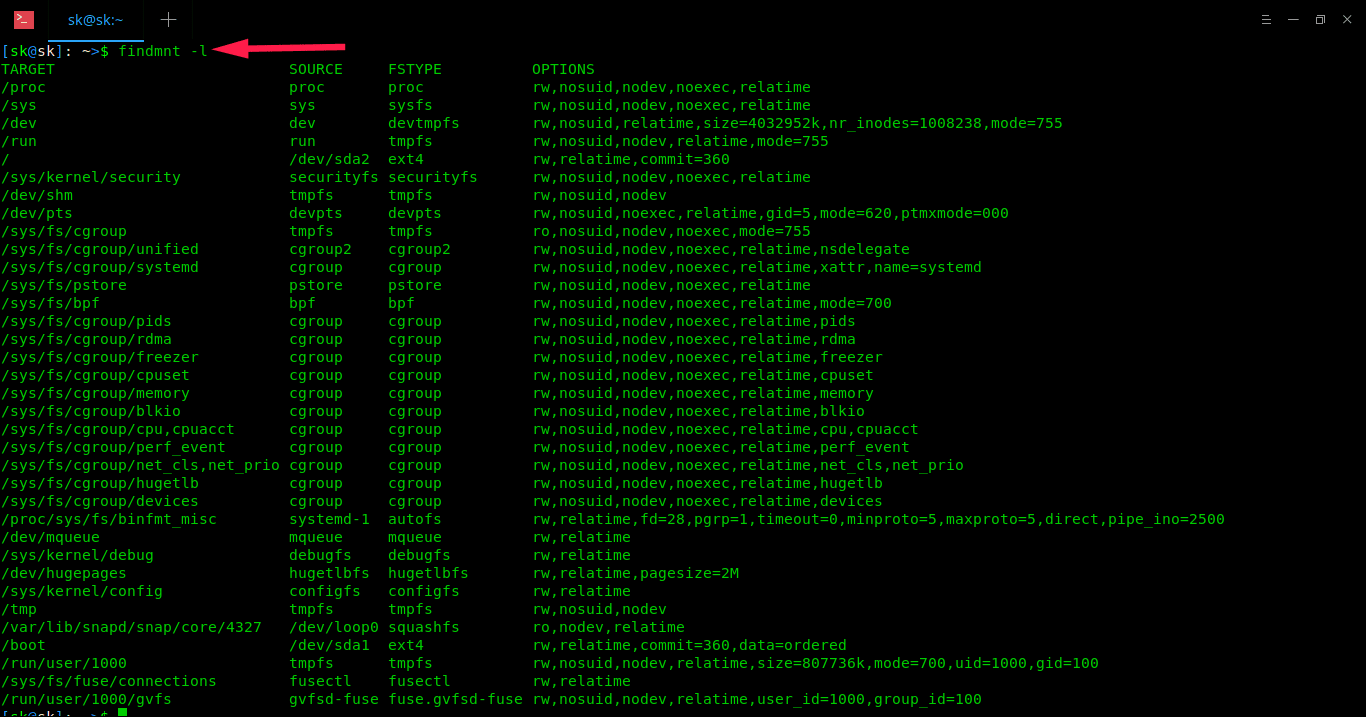 sk@sk:~
[sk@sk]: ~>$ findmnt -l
TARGET SOURCE FSTYPE OPTIONS
/proc proc proc rw,nosuid,nodev,noexec,relatime
/sys sys sysfs rw,nosuid,nodev,noexec,relatime
/dev dev devtmpfs rw,nosuid,relatime,size=4032952k,nr_inodes=1008238,mode=755
/run run tmpfs rw,nosuid,nodev,relatime,mode=755
/ /dev/sda2 ext4 rw,relatime,commit=360
/sys/kernel/security securityfs securityfs rw,nosuid,nodev,noexec,relatime
/dev/shm tmpfs tmpfs rw,nosuid,nodev
/dev/pts devpts devpts rw,nosuid,noexec,relatime,gid=5,mode=620,ptmxmode=000
/sys/fs/cgroup tmpfs tmpfs ro,nosuid,nodev,noexec,mode=755
/sys/fs/cgroup/unified cgroup2 cgroup2 rw,nosuid,nodev,noexec,relatime,nsdelegate
/sys/fs/cgroup/systemd cgroup cgroup rw,nosuid,nodev,noexec,relatime,xattr,name=systemd
/sys/fs/pstore pstore pstore rw,nosuid,nodev,noexec,relatime
/sys/fs/bpf bpf bpf rw,nosuid,nodev,noexec,relatime,mode=700
/sys/fs/cgroup/pids cgroup cgroup rw,nosuid,nodev,noexec,relatime,pids
/sys/fs/cgroup/rdma cgroup cgroup rw,nosuid,nodev,noexec,relatime,rdma
/sys/fs/cgroup/freezer cgroup cgroup rw,nosuid,nodev,noexec,relatime,freezer
/sys/fs/cgroup/cpuset cgroup cgroup rw,nosuid,nodev,noexec,relatime,cpuset
/sys/fs/cgroup/memory cgroup cgroup rw,nosuid,nodev,noexec,relatime,memory
/sys/fs/cgroup/blkio cgroup cgroup rw,nosuid,nodev,noexec,relatime,blkio
/sys/fs/cgroup/cpu,cpuacct cgroup cgroup rw,nosuid,nodev,noexec,relatime,cpu,cpuacct
/sys/fs/cgroup/perf_event cgroup cgroup rw,nosuid,nodev,noexec,relatime,perf_event
/sys/fs/cgroup/net_cls,net_prio cgroup cgroup rw,nosuid,nodev,noexec,relatime,net_cls,net_prio
/sys/fs/cgroup/hugetlb cgroup cgroup rw,nosuid,nodev,noexec,relatime,hugetlb
/sys/fs/cgroup/devices cgroup cgroup rw,nosuid,nodev,noexec,relatime,devices
/proc/sys/fs/binfmt_misc systemd-1 autofs rw,relatime,fd=28,pgrp=1,timeout=0,minproto=5,maxproto=5,direct,pipe_ino=2500
/dev/mqueue mqueue mqueue rw,relatime
/sys/kernel/debug debugfs debugfs rw,relatime
/dev/hugepages hugetlbfs hugetlbfs rw,relatime,pagesize=2M
/sys/kernel/config configfs configfs rw,relatime
/tmp tmpfs tmpfs rw,nosuid,nodev
/var/lib/snapd/snap/core/4327 /dev/loop0 squashfs ro,nodev,relatime
/boot /dev/sda1 ext4 rw,relatime,commit=360,data=ordered
/run/user/1000 tmpfs tmpfs rw,nosuid,nodev,relatime,size=807736k,mode=700,uid=1000,gid=100
/sys/fs/fuse/connections fusectl fusectl rw,relatime
/run/user/1000/gvfs gvfsd-fuse fuse.gvfsd-fuse rw,nosuid,nodev,relatime,user_id=1000,group_id=100
[sk@sk]: ~>$